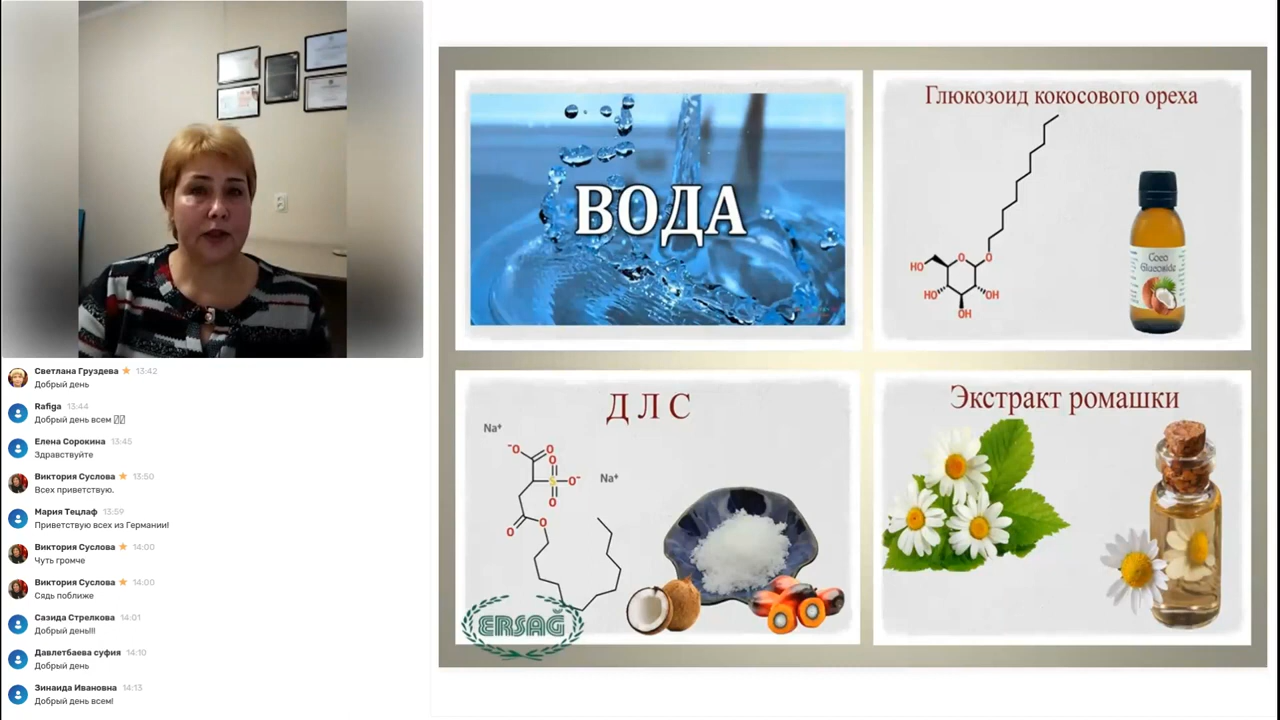 Светлана Груздева 13:42
Добрый день
Rafiga 13:44
Добрый день всем
Елена Сорокина 13:45
Здравствуйте
Виктория Суслова 13:50
Всех приветствую.
Мария Тецлаф 13:59
Приветствую всех из Германии!
Виктория Суслова 14:00
Чуть громче
Виктория Суслова 14:00
Сядь поближе
Сазида Стрелкова 14:01
Добрый день!!!
Давлетбаева суфия 14:10
Добрый день
Зинаида Ивановна 14:13
Добрый день всем!
ВОДА
Глюкозоид кокосового ореха
HO
O
O
HO
OH
OH
Coco
Glucoside
Д Л С
Na⁺
⁻O
O
O
S
O⁻
Na⁺
O
O
O
ERSAĞ
Экстракт ромашки